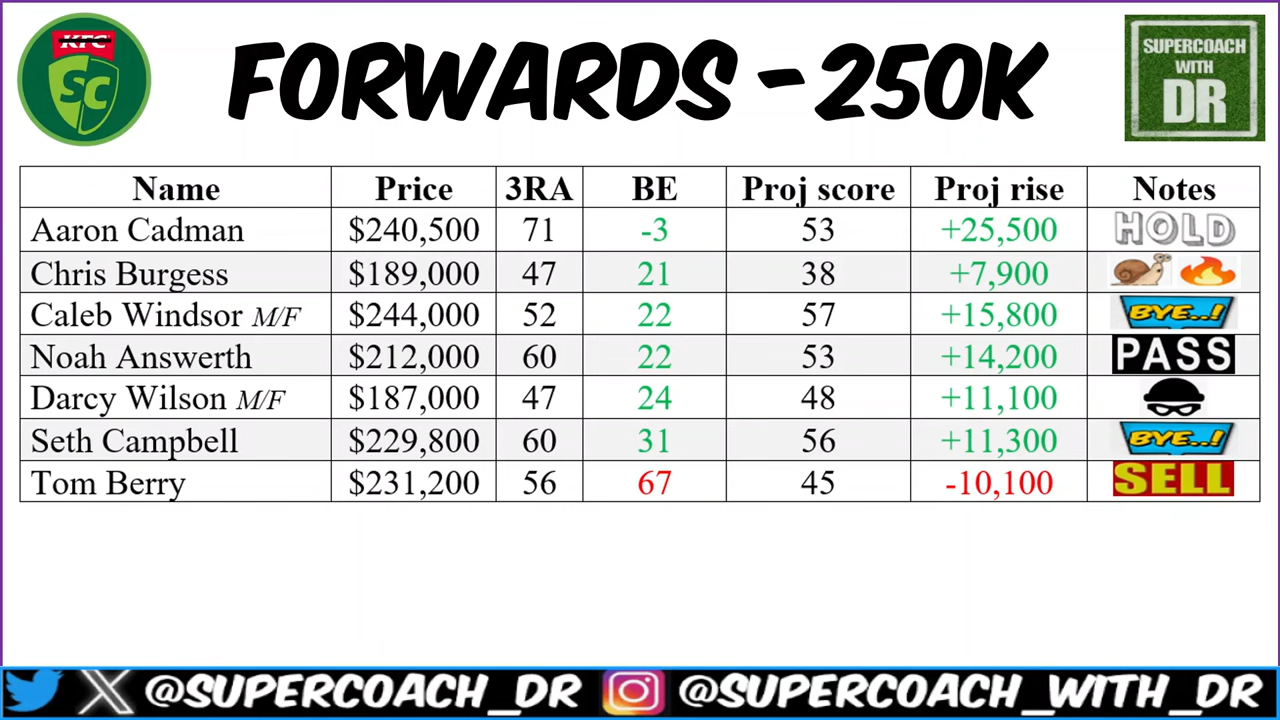 KFC
SC
FORWARDS - 250K
SUPERCOACH
WITH
DR
Name Price 3RA BE Proj score Proj rise Notes
Aaron Cadman $240,500 71 -3 53 +25,500 HOLD
Chris Burgess $189,000 47 21 38 +7,900
Caleb Windsor M/F $244,000 52 22 57 +15,800 BYE..!
Noah Answerth $212,000 60 22 53 +14,200 PASS
Darcy Wilson M/F $187,000 47 24 48 +11,100
Seth Campbell $229,800 60 31 56 +11,300 BYE..!
Tom Berry $231,200 56 67 45 -10,100 SELL
@SUPERCOACH_DR @SUPERCOACH_WITH_DR